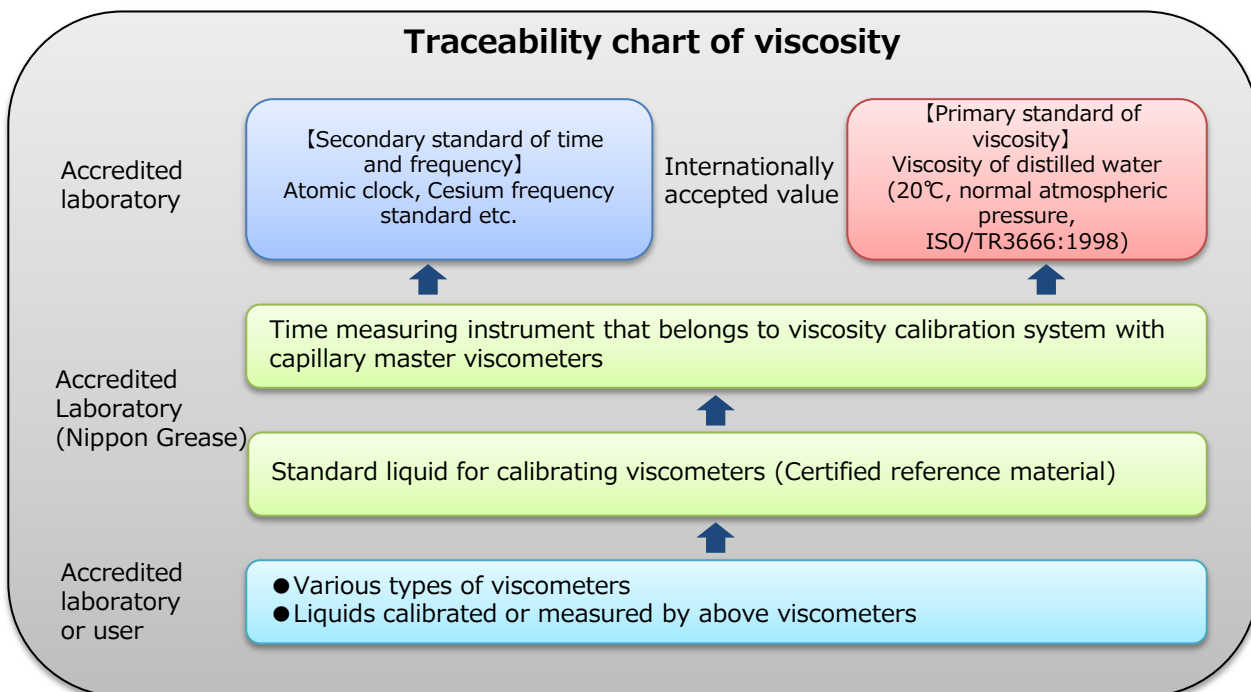 Traceability chart of viscosity
Accredited
laboratory
【Secondary standard of time
and frequency】
Atomic clock, Cesium frequency
standard etc.
Internationally
accepted value
【Primary standard of
viscosity】
Viscosity of distilled water
(20℃, normal atmospheric
pressure,
ISO/TR3666:1998)
Accredited
Laboratory
(Nippon Grease)
Time measuring instrument that belongs to viscosity calibration system with
capillary master viscometers
Standard liquid for calibrating viscometers (Certified reference material)
Accredited
laboratory
or user
●Various types of viscometers
●Liquids calibrated or measured by above viscometers